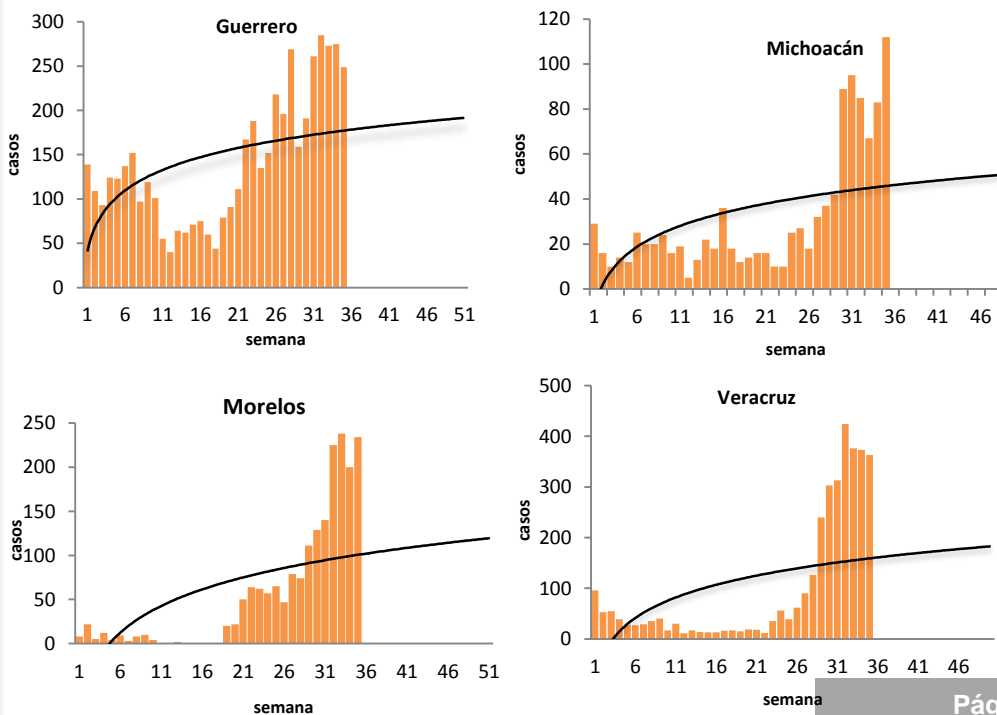 Guerrero
300
250
200
150
100
50
0
casos
1 6 11 16 21 26 31 36 41 46 51
semana
Michoacán
120
100
80
60
40
20
0
casos
1 6 11 16 21 26 31 36 41 46
semana
Morelos
250
200
150
100
50
0
casos
1 6 11 16 21 26 31 36 41 46 51
semana
Veracruz
500
400
300
200
100
0
casos
1 6 11 16 21 26 31 36 41 46
semana
Pág